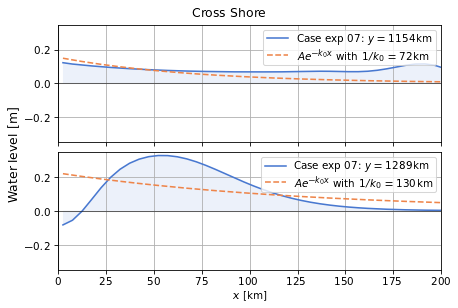 Cross Shore
Water level [m]
0.2
0.0
−0.2
Case exp 07: y = 1154km
Ae^{−k₀x} with 1/k₀ = 72km
0.2
0.0
−0.2
Case exp 07: y = 1289km
Ae^{−k₀x} with 1/k₀ = 130km
0 25 50 75 100 125 150 175 200
x [km]